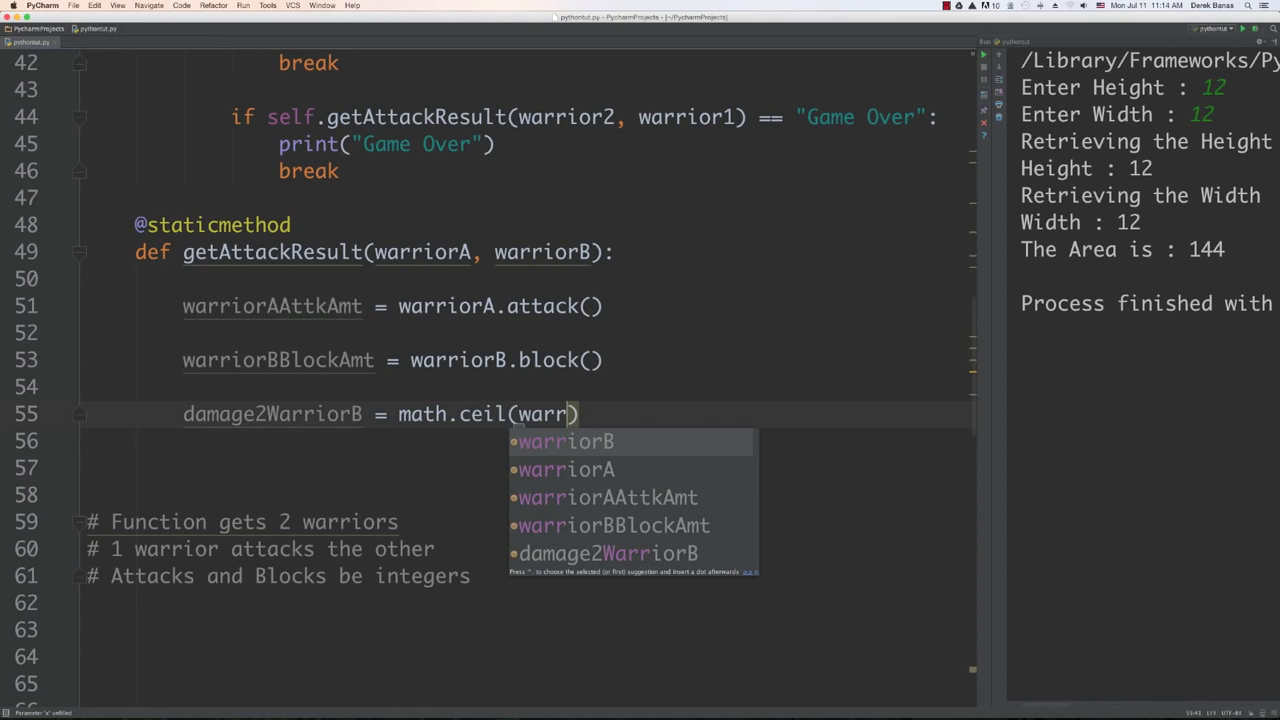 PyCharm File Edit View Navigate Code Refactor Run Tools VCS Window Help
10 Mon Jul 11 11:14 AM Derek Banas
pythontut.py - PycharmProjects - [~/PycharmProjects]
PycharmProjects pythontut.py pythontut
pythontut.py
Run pythontut
42 break
43
44 if self.getAttackResult(warrior2, warrior1) == "Game Over":
45 print("Game Over")
46 break
47
48 @staticmethod
49 def getAttackResult(warriorA, warriorB):
50
51 warriorAAttkAmt = warriorA.attack()
52
53 warriorBBlockAmt = warriorB.block()
54
55 damage2WarriorB = math.ceil(warr)
56
57
58
59 # Function gets 2 warriors
60 # 1 warrior attacks the other
61 # Attacks and Blocks be integers
62
63
64
65
warriorB
warriorA
warriorAAttkAmt
warriorBBlockAmt
damage2WarriorB
Press ^. to choose the selected (or first) suggestion and insert a dot afterwards >>
/Library/Frameworks/Py
Enter Height : 12
Enter Width : 12
Retrieving the Height
Height : 12
Retrieving the Width
Width : 12
The Area is : 144
Process finished with
Parameter 'x' unfilled
55:41 LF UTF-8